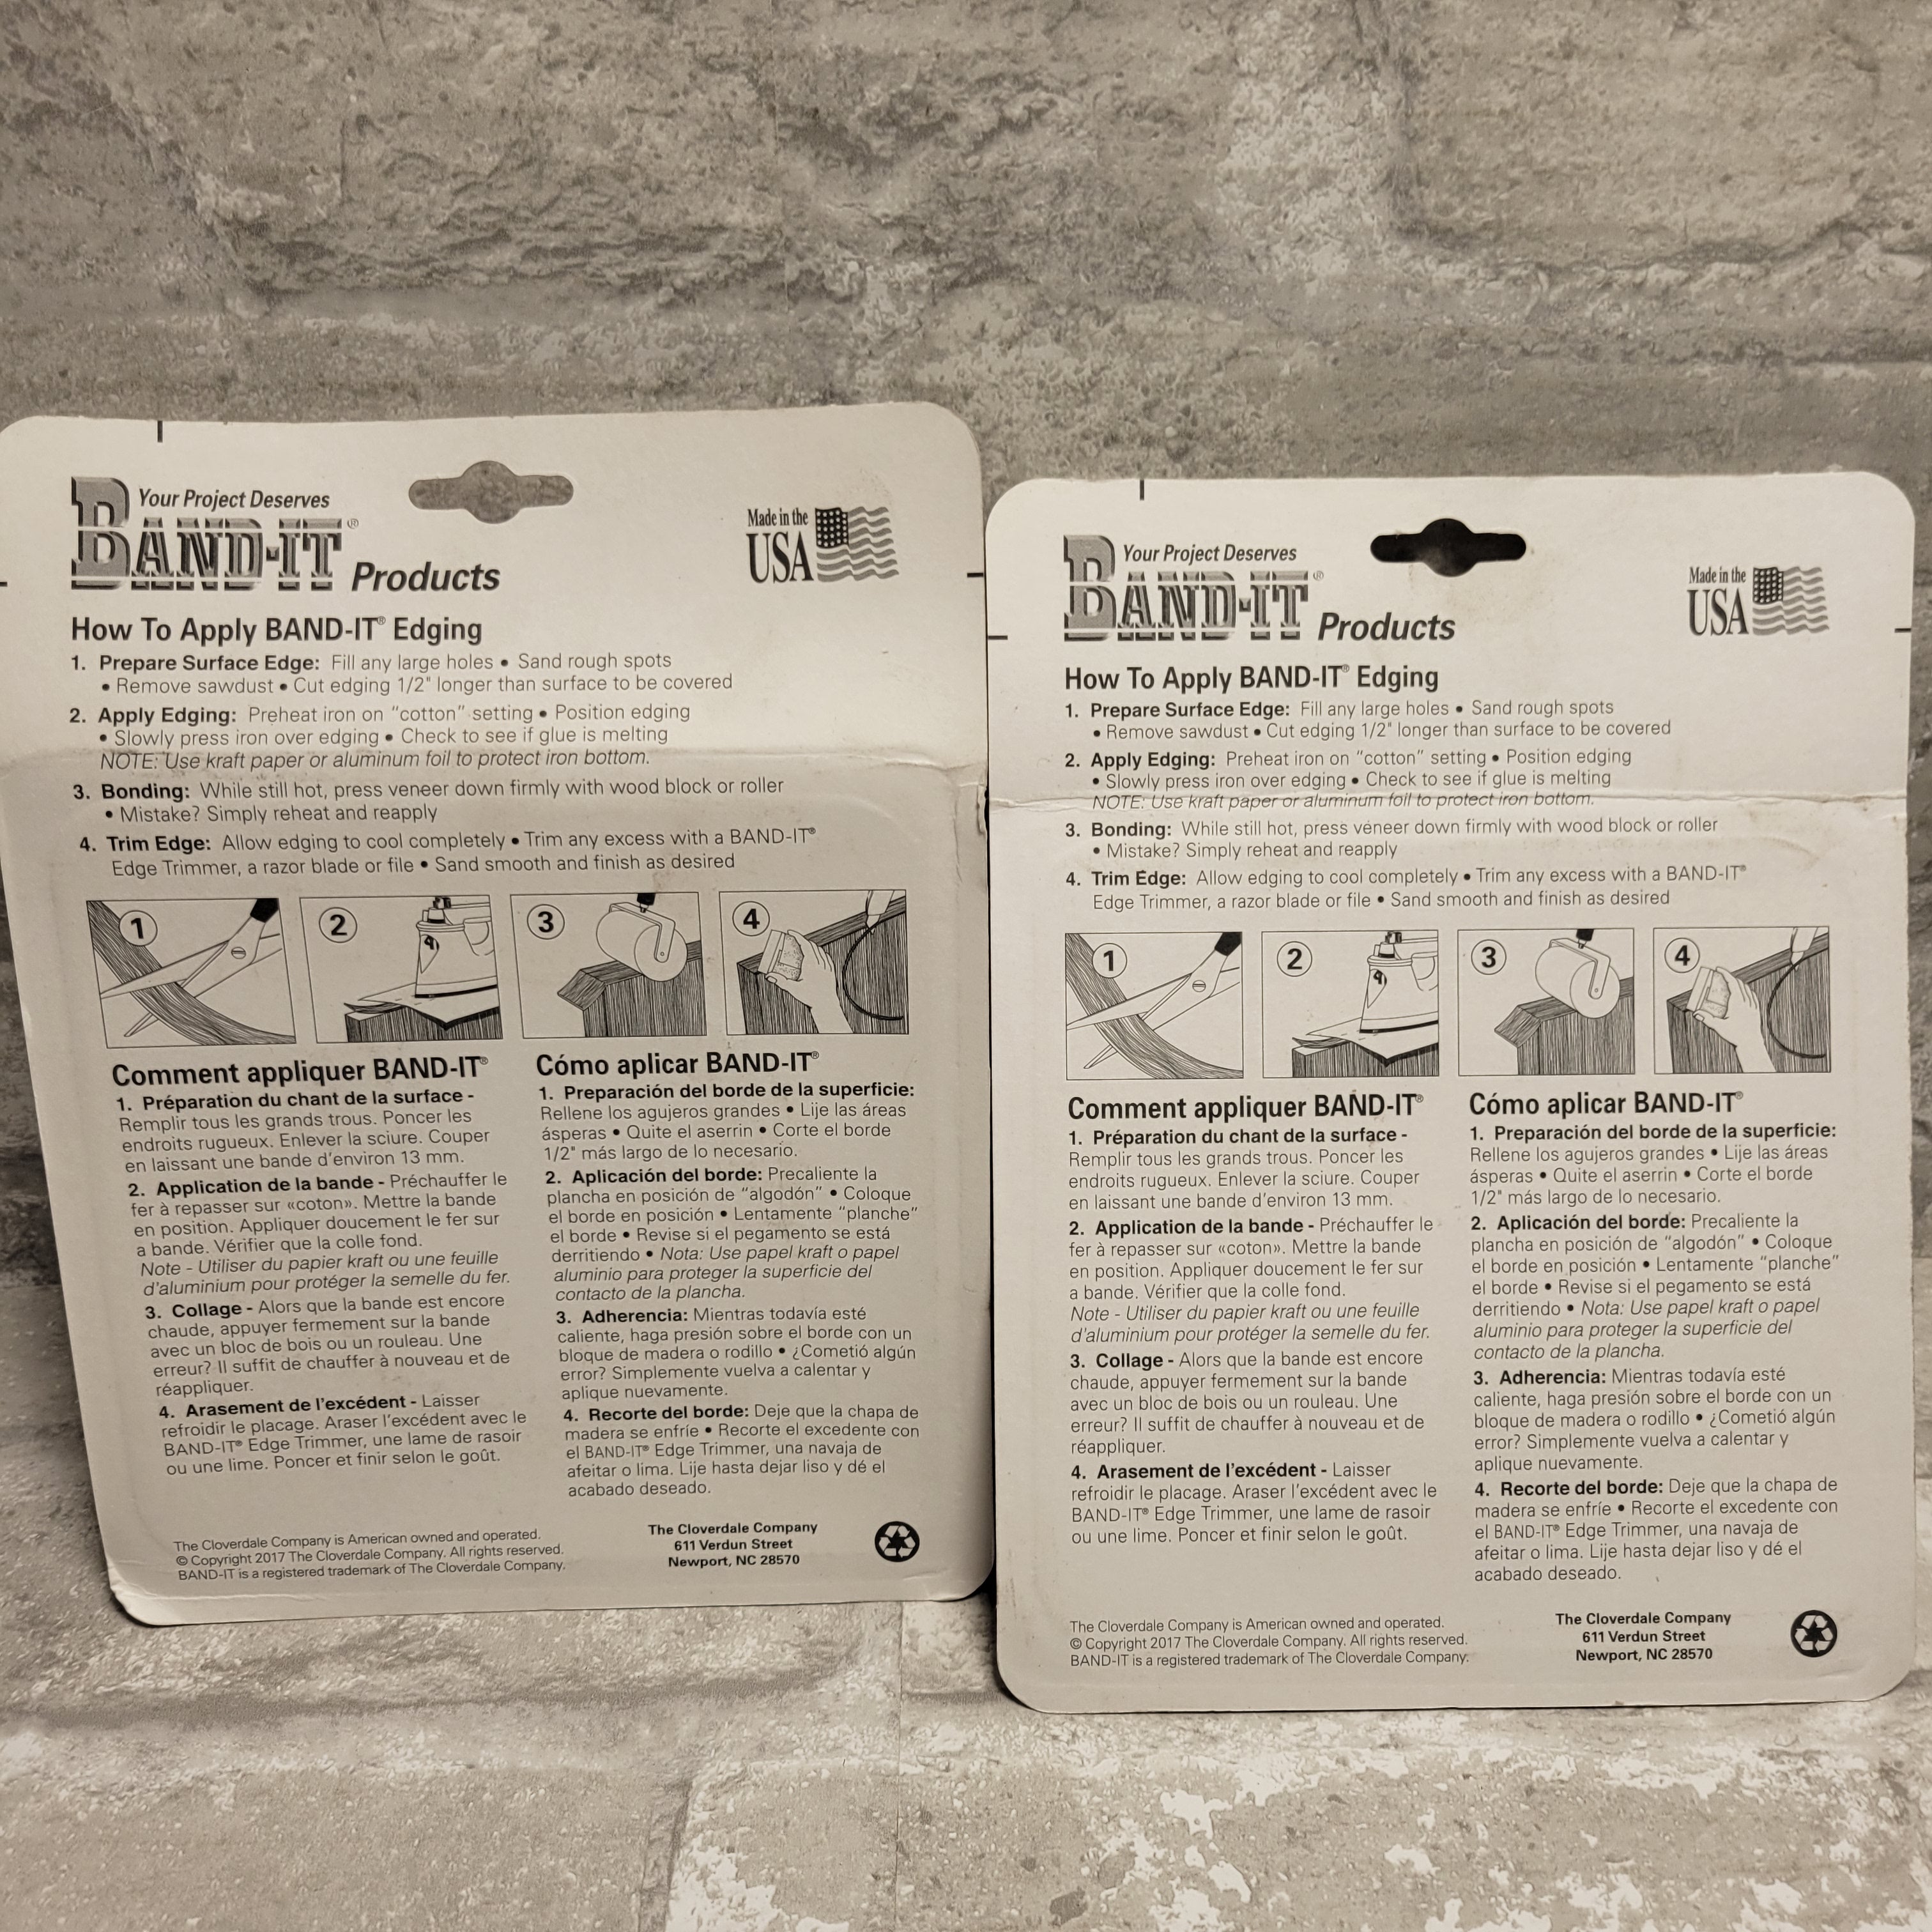 Your Project Deserves
BAND-IT® Products
Made in the
USA
How To Apply BAND-IT® Edging
1. Prepare Surface Edge: Fill any large holes • Sand rough spots
• Remove sawdust • Cut edging 1/2" longer than surface to be covered
2. Apply Edging: Preheat iron on "cotton" setting • Position edging
• Slowly press iron over edging • Check to see if glue is melting
NOTE: Use kraft paper or aluminum foil to protect iron bottom.
3. Bonding: While still hot, press veneer down firmly with wood block or roller
• Mistake? Simply reheat and reapply
4. Trim Edge: Allow edging to cool completely • Trim any excess with a BAND-IT®
Edge Trimmer, a razor blade or file • Sand smooth and finish as desired
1 2 3 4
Comment appliquer BAND-IT®
1. Préparation du chant de la surface -
Remplir tous les grands trous. Poncer les
endroits rugueux. Enlever la sciure. Couper
en laissant une bande d'environ 13 mm.
2. Application de la bande - Préchauffer le
fer à repasser sur «coton». Mettre la bande
en position. Appliquer doucement le fer sur
a bande. Vérifier que la colle fond.
Note - Utiliser du papier kraft ou une feuille
d'aluminium pour protéger la semelle du fer.
3. Collage - Alors que la bande est encore
chaude, appuyer fermement sur la bande
avec un bloc de bois ou un rouleau. Une
erreur? Il suffit de chauffer à nouveau et de
réappliquer.
4. Arasement de l'excédent - Laisser
refroidir le placage. Araser l'excédent avec le
BAND-IT® Edge Trimmer, une lame de rasoir
ou une lime. Poncer et finir selon le goût.
Cómo aplicar BAND-IT®
1. Preparación del borde de la superficie:
Rellene los agujeros grandes • Lije las áreas
ásperas • Quite el aserrin • Corte el borde
1/2" más largo de lo necesario.
2. Aplicación del borde: Precaliente la
plancha en posición de "algodón" • Coloque
el borde en posición • Lentamente "planche"
el borde • Revise si el pegamento se está
derritiendo • Nota: Use papel kraft o papel
aluminio para proteger la superficie del
contacto de la plancha.
3. Adherencia: Mientras todavía esté
caliente, haga presión sobre el borde con un
bloque de madera o rodillo • ¿Cometió algún
error? Simplemente vuelva a calentar y
aplique nuevamente.
4. Recorte del borde: Deje que la chapa de
madera se enfríe • Recorte el excedente con
el BAND-IT® Edge Trimmer, una navaja de
afeitar o lima. Lije hasta dejar liso y dé el
acabado deseado.
The Cloverdale Company is American owned and operated.
© Copyright 2017 The Cloverdale Company. All rights reserved.
BAND-IT is a registered trademark of The Cloverdale Company.
The Cloverdale Company
611 Verdun Street
Newport, NC 28570
Your Project Deserves
BAND-IT® Products
Made in the
USA
How To Apply BAND-IT® Edging
1. Prepare Surface Edge: Fill any large holes • Sand rough spots
• Remove sawdust • Cut edging 1/2" longer than surface to be covered
2. Apply Edging: Preheat iron on "cotton" setting • Position edging
• Slowly press iron over edging • Check to see if glue is melting
NOTE: Use kraft paper or aluminum foil to protect iron bottom.
3. Bonding: While still hot, press veneer down firmly with wood block or roller
• Mistake? Simply reheat and reapply
4. Trim Edge: Allow edging to cool completely • Trim any excess with a BAND-IT®
Edge Trimmer, a razor blade or file • Sand smooth and finish as desired
1 2 3 4
Comment appliquer BAND-IT®
1. Préparation du chant de la surface -
Remplir tous les grands trous. Poncer les
endroits rugueux. Enlever la sciure. Couper
en laissant une bande d'environ 13 mm.
2. Application de la bande - Préchauffer le
fer à repasser sur «coton». Mettre la bande
en position. Appliquer doucement le fer sur
a bande. Vérifier que la colle fond.
Note - Utiliser du papier kraft ou une feuille
d'aluminium pour protéger la semelle du fer.
3. Collage - Alors que la bande est encore
chaude, appuyer fermement sur la bande
avec un bloc de bois ou un rouleau. Une
erreur? Il suffit de chauffer à nouveau et de
réappliquer.
4. Arasement de l'excédent - Laisser
refroidir le placage. Araser l'excédent avec le
BAND-IT® Edge Trimmer, une lame de rasoir
ou une lime. Poncer et finir selon le goût.
Cómo aplicar BAND-IT®
1. Preparación del borde de la superficie:
Rellene los agujeros grandes • Lije las áreas
ásperas • Quite el aserrin • Corte el borde
1/2" más largo de lo necesario.
2. Aplicación del borde: Precaliente la
plancha en posición de "algodón" • Coloque
el borde en posición • Lentamente "planche"
el borde • Revise si el pegamento se está
derritiendo • Nota: Use papel kraft o papel
aluminio para proteger la superficie del
contacto de la plancha.
3. Adherencia: Mientras todavía esté
caliente, haga presión sobre el borde con un
bloque de madera o rodillo • ¿Cometió algún
error? Simplemente vuelva a calentar y
aplique nuevamente.
4. Recorte del borde: Deje que la chapa de
madera se enfríe • Recorte el excedente con
el BAND-IT® Edge Trimmer, una navaja de
afeitar o lima. Lije hasta dejar liso y dé el
acabado deseado.
The Cloverdale Company is American owned and operated.
© Copyright 2017 The Cloverdale Company. All rights reserved.
BAND-IT is a registered trademark of The Cloverdale Company.
The Cloverdale Company
611 Verdun Street
Newport, NC 28570